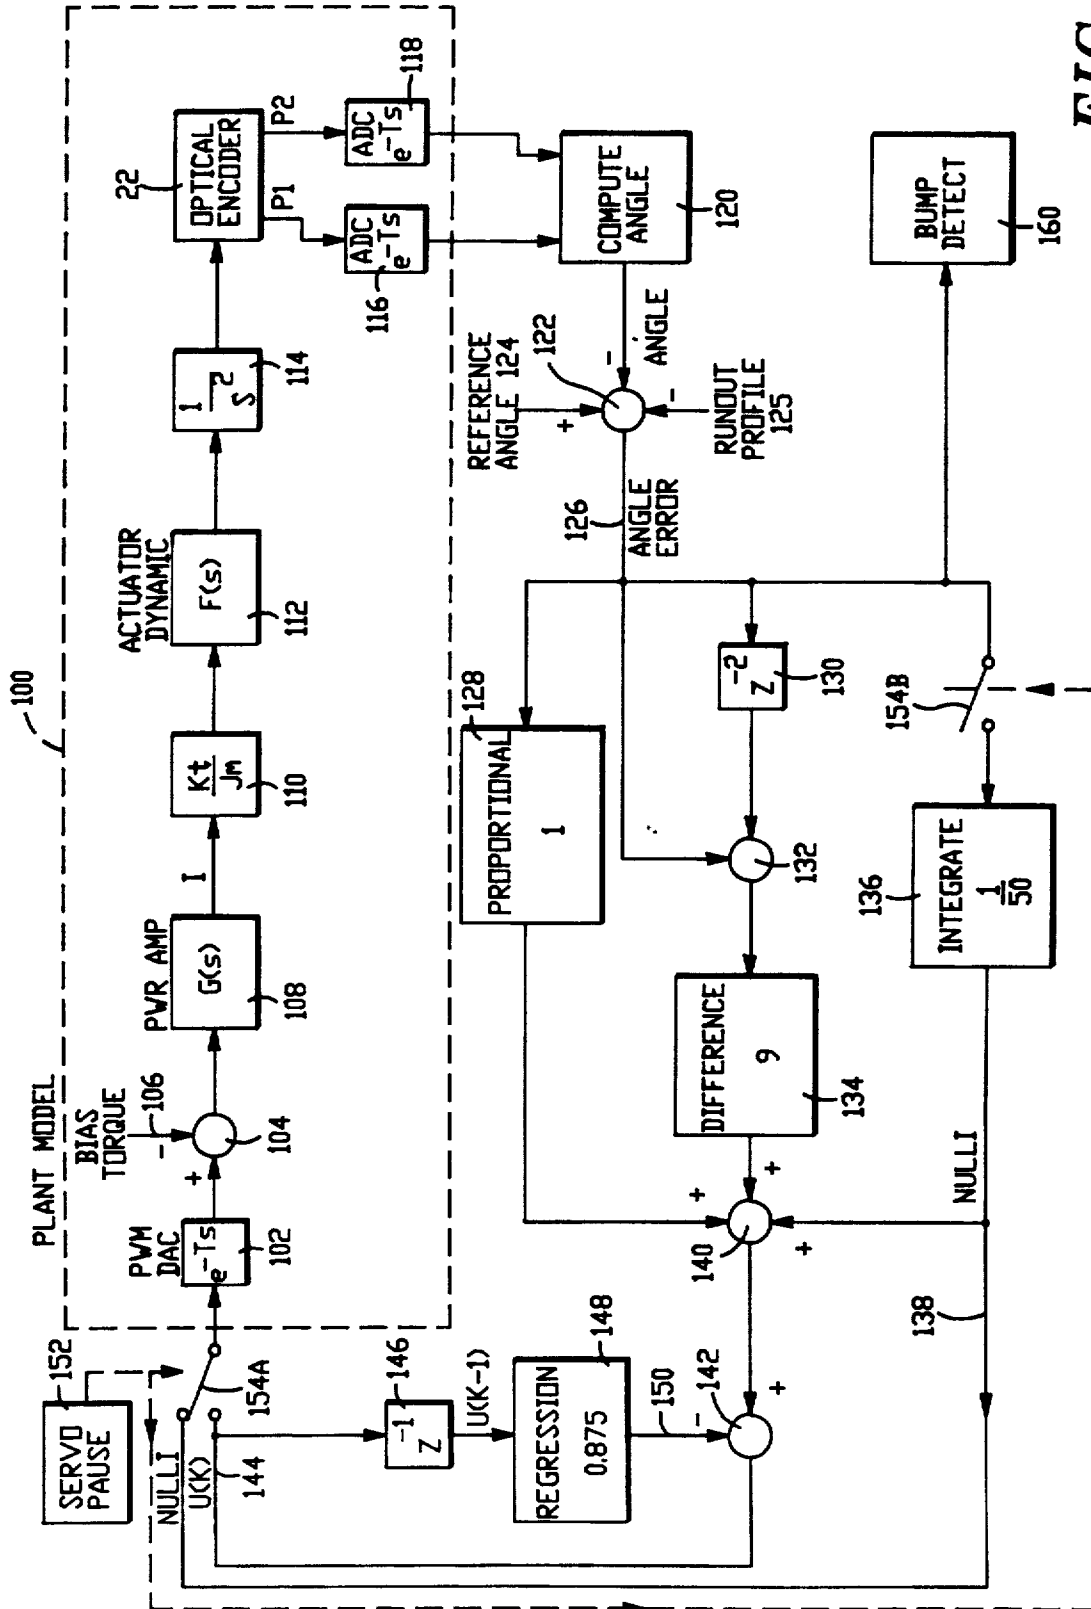 100
PLANT MODEL
152
SERVO
PAUSE
NULLI
U(K)
144
154A
PWM
DAC
e^-Ts
102
BIAS
TORQUE
106
-
+
104
PWR AMP
G(s)
108
I
Kt
Jm
110
ACTUATOR
DYNAMIC
F(s)
112
1
s^2
114
22
OPTICAL
ENCODER
P1
P2
ADC
e^-Ts
116
ADC
e^-Ts
118
COMPUTE
ANGLE
120
REFERENCE
ANGLE 124
122
+
-
-
ANGLE
RUNOUT
PROFILE
125
126
ANGLE
ERROR
128
PROPORTIONAL
1
Z^-2
130
132
DIFFERENCE
9
134
+
+
+
140
Z^-1
146
U(K-1)
REGRESSION
0.875
148
150
-
+
142
154B
136
INTEGRATE
1
50
NULLI
138
BUMP
DETECT
160
FIG